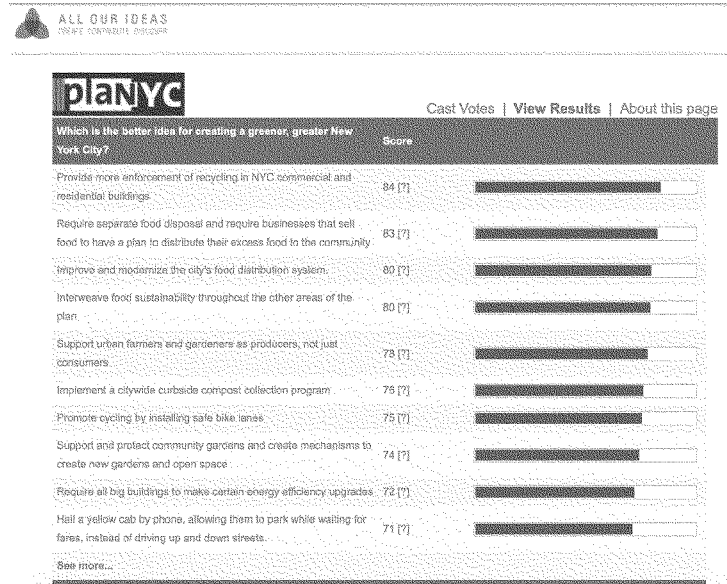 ALL OUR IDEAS
CREATE CONTRIBUTE DISCOVER
plaNYC
Cast Votes | View Results | About this page
Which is the better idea for creating a greener, greater New
York City?
Score
Provide more enforcement of recycling in NYC commercial and
residential buildings
84 [?]
Require separate food disposal and require businesses that sell
food to have a plan to distribute their excess food to the community
83 [?]
Improve and modernize the city's food distribution system.
80 [?]
Interweave food sustainability throughout the other areas of the
plan
80 [?]
Support urban farmers and gardeners as producers, not just
consumers
[?]
Implement a citywide curbside compost collection program
76 [?]
Promote cycling by installing safe bike lanes
75 [?]
Support and protect community gardens and create mechanisms to
create new gardens and open space
74 [?]
Require all big buildings to make certain energy efficiency upgrades
72 [?]
Hail a yellow cab by phone, allowing them to park while waiting for
fares, instead of driving up and down streets.
71 [?]
See more...